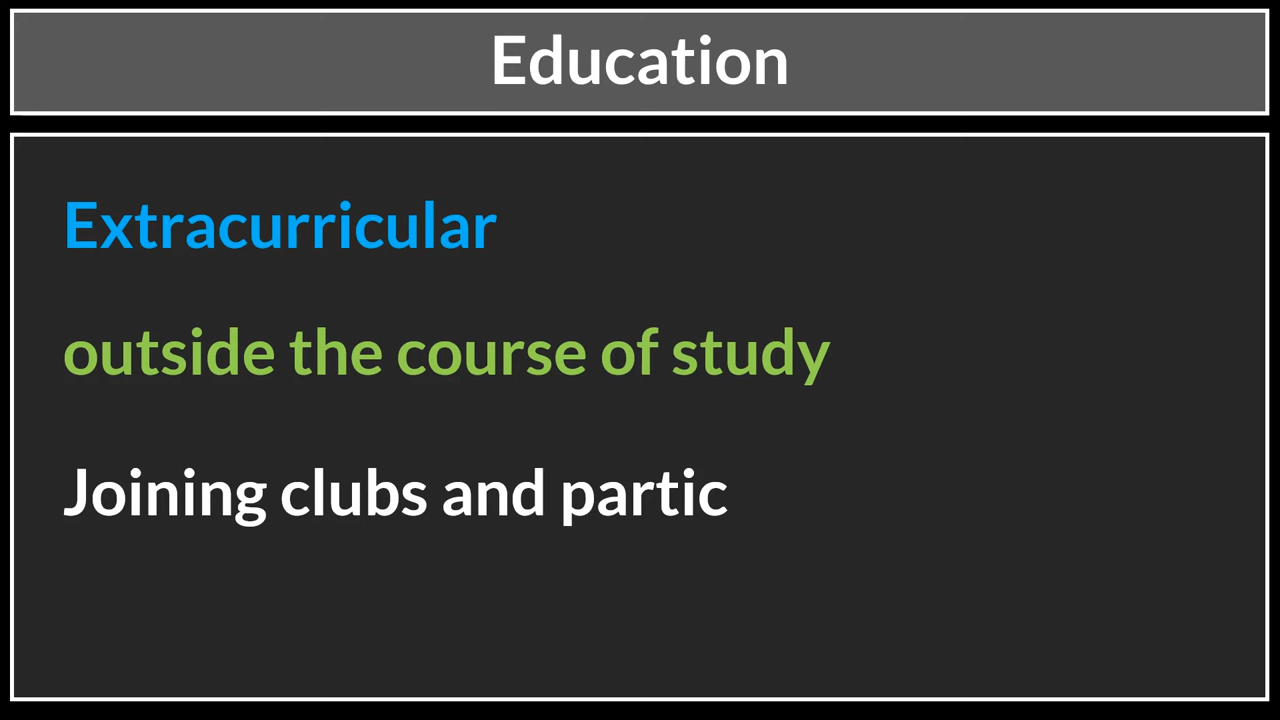 Education
Extracurricular
outside the course of study
Joining clubs and partic